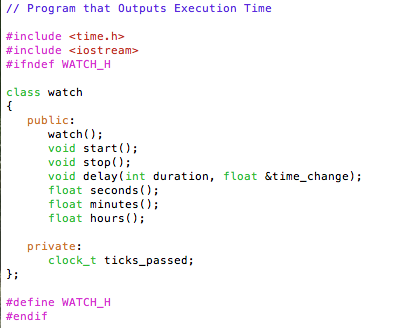 // Program that Outputs Execution Time
#include <time.h>
#include <iostream>
#ifndef WATCH_H
class watch
{
public:
watch();
void start();
void stop();
void delay(int duration, float &time_change);
float seconds();
float minutes();
float hours();
private:
clock_t ticks_passed;
};
#define WATCH_H
#endif